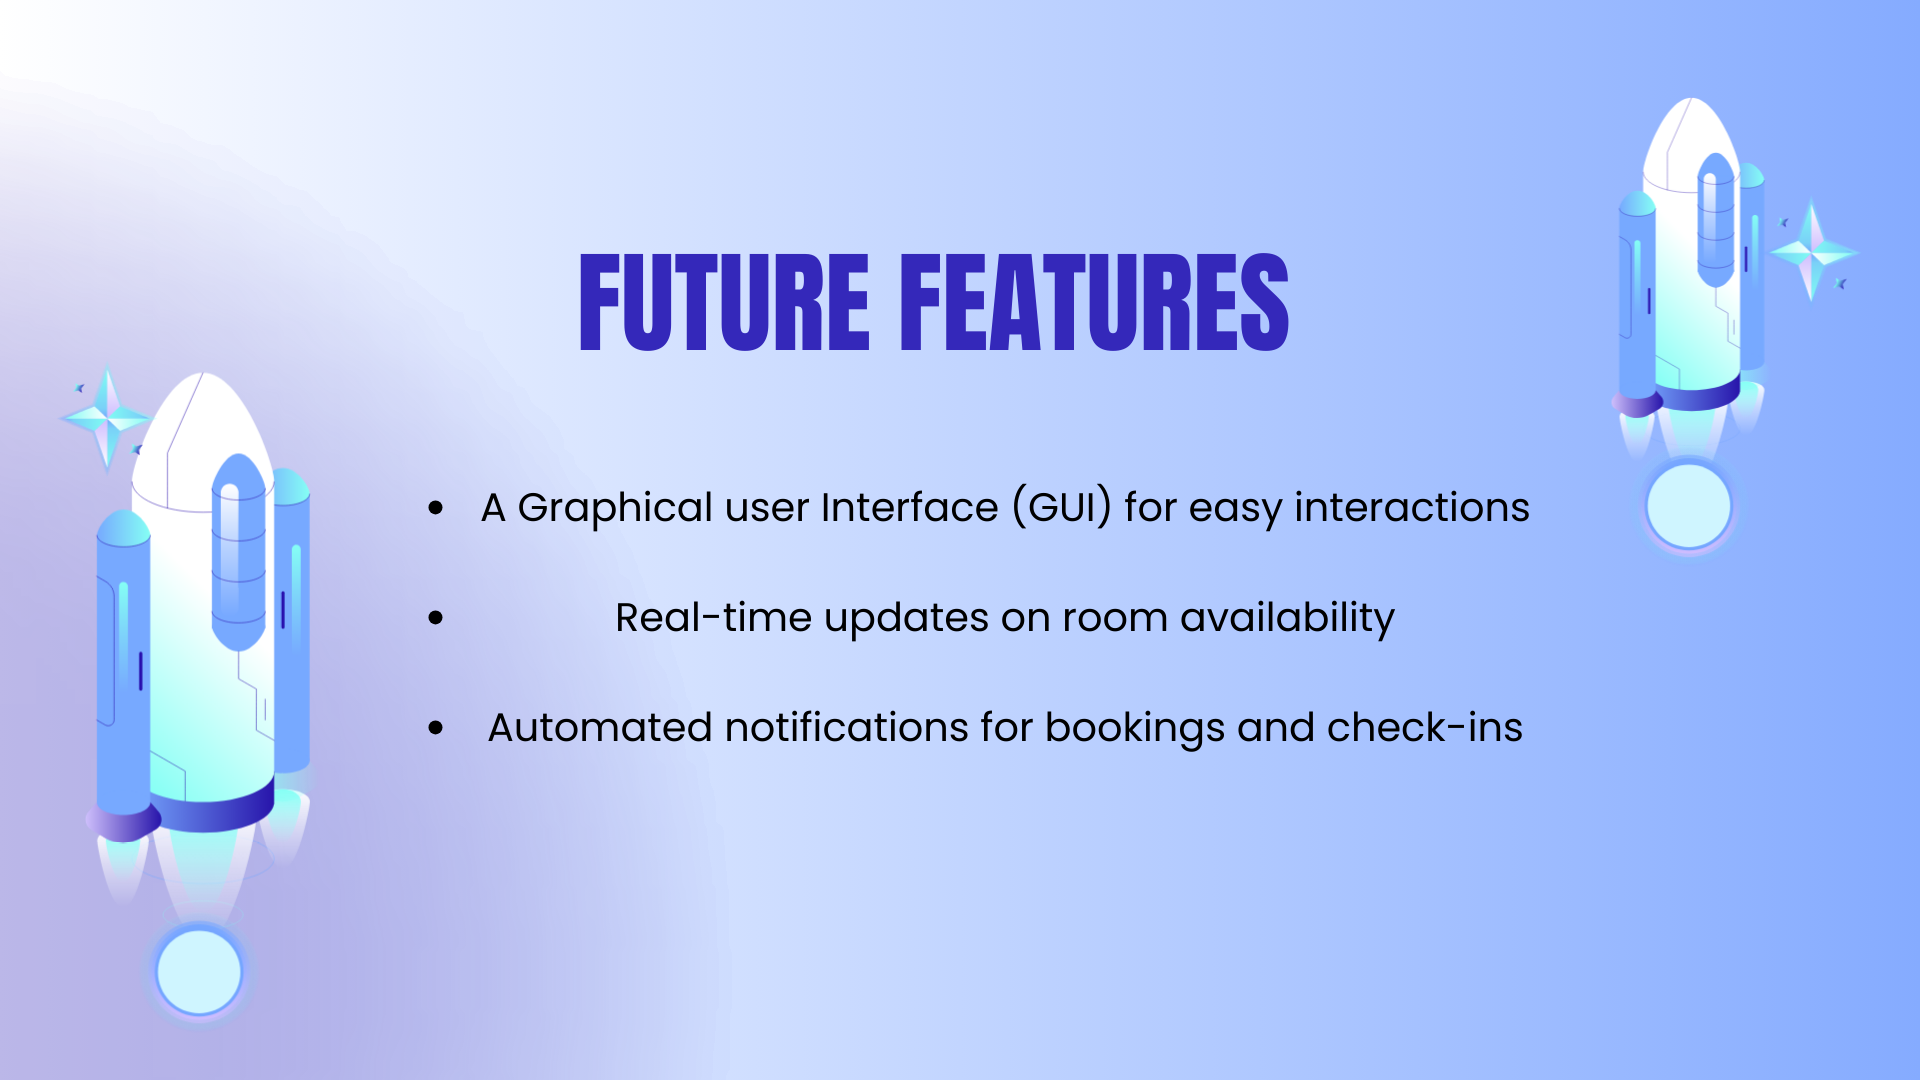 FUTURE FEATURES
• A Graphical user Interface (GUI) for easy interactions
• Real-time updates on room availability
• Automated notifications for bookings and check-ins